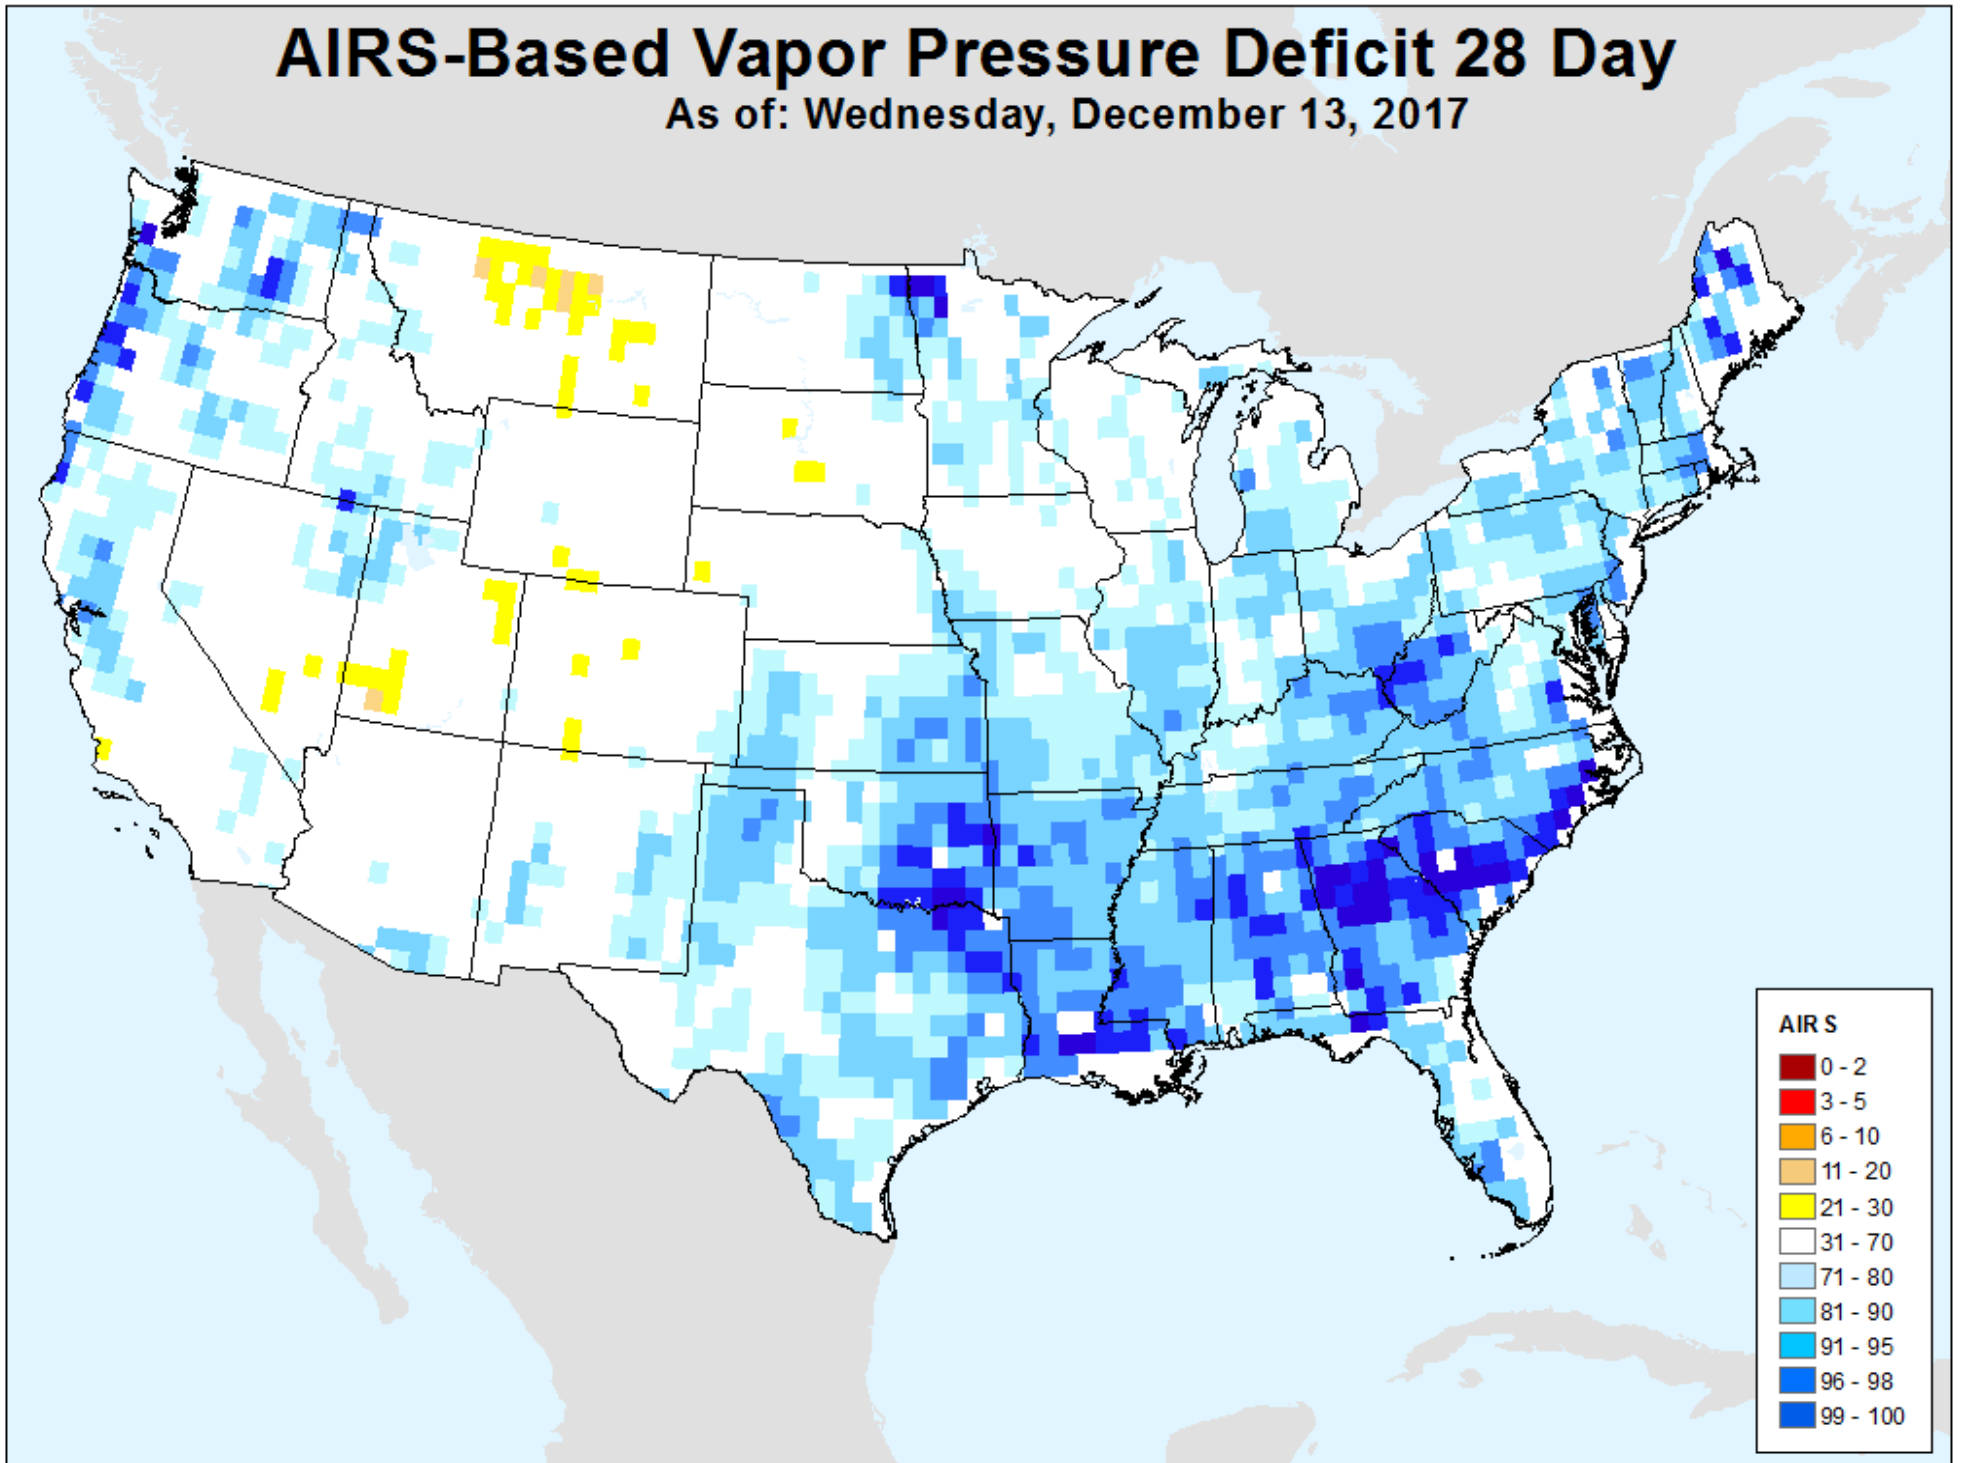 AIRS-Based Vapor Pressure Deficit 28 Day
As of: Wednesday, December 13, 2017
AIRS
0 - 2
3 - 5
6 - 10
11 - 20
21 - 30
31 - 70
71 - 80
81 - 90
91 - 95
96 - 98
99 - 100